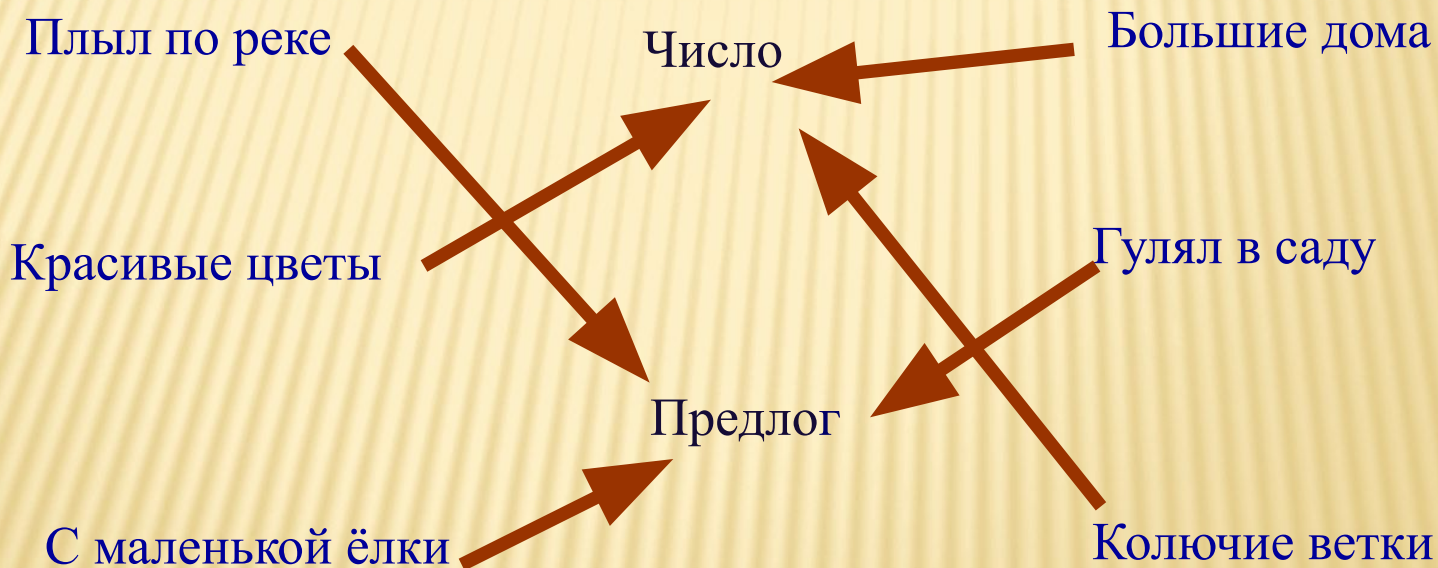 Плыл по реке
Число
Большие дома
Красивые цветы
Гулял в саду
Предлог
С маленькой ёлки
Колючие ветки